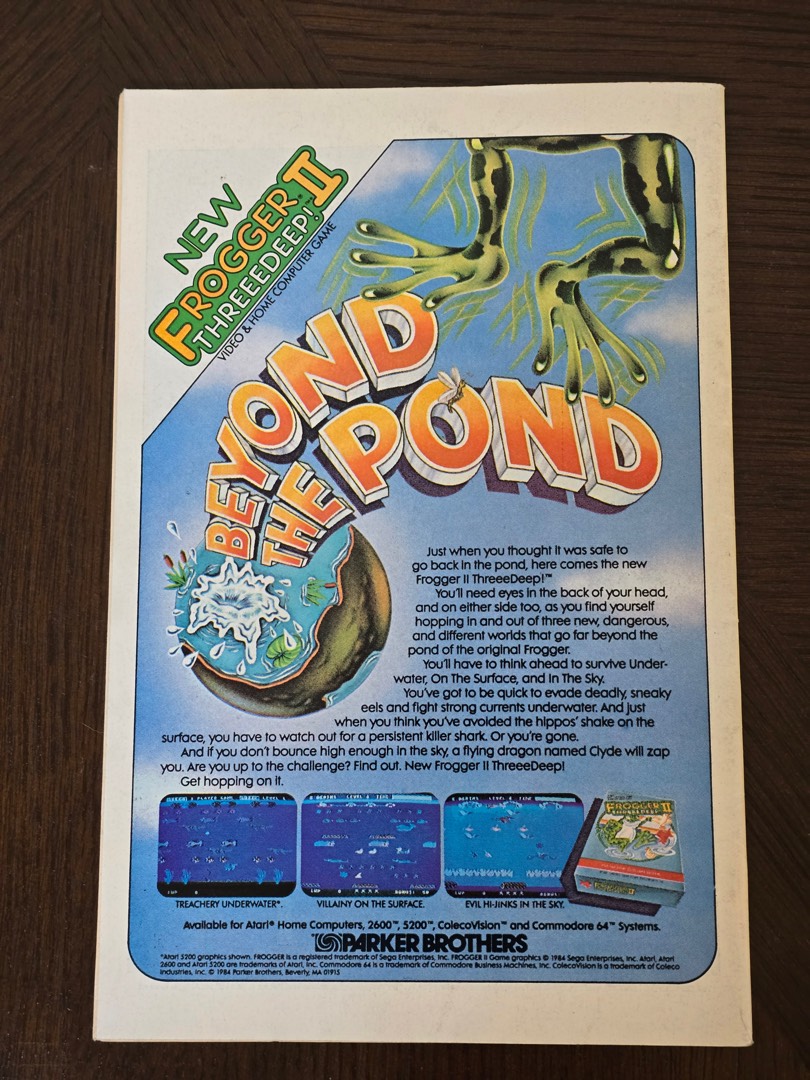 NEW
FROGGER II
THREEEDEEP!
VIDEO & HOME COMPUTER GAME
BEYOND
THE POND
Just when you thought it was safe to
go back in the pond, here comes the new
Frogger II ThreeeDeep!™
You'll need eyes in the back of your head,
and on either side too, as you find yourself
hopping in and out of three new, dangerous,
and different worlds that go far beyond the
pond of the original Frogger.
You'll have to think ahead to survive Under-
water, On The Surface, and In The Sky.
You've got to be quick to evade deadly, sneaky
eels and fight strong currents underwater. And just
when you think you've avoided the hippos' shake on the
surface, you have to watch out for a persistent killer shark. Or you're gone.
And if you don't bounce high enough in the sky, a flying dragon named Clyde will zap
you. Are you up to the challenge? Find out. New Frogger II ThreeeDeep!
Get hopping on it.
FROGGER II
THREEEDEEP!
TREACHERY UNDERWATER*.
VILLAINY ON THE SURFACE.
EVIL HI-JINKS IN THE SKY.
Available for Atari® Home Computers, 2600™, 5200™, ColecoVision™ and Commodore 64™ Systems.
PARKER BROTHERS
*Atari 5200 graphics shown. FROGGER is a registered trademark of Sega Enterprises, Inc. FROGGER II Game graphics © 1984 Sega Enterprises, Inc. Atari, Atari
2600 and Atari 5200 are trademarks of Atari, Inc. Commodore 64 is a trademark of Commodore Business Machines, Inc. ColecoVision is a trademark of Coleco
Industries, Inc. © 1984 Parker Brothers, Beverly, MA 01915